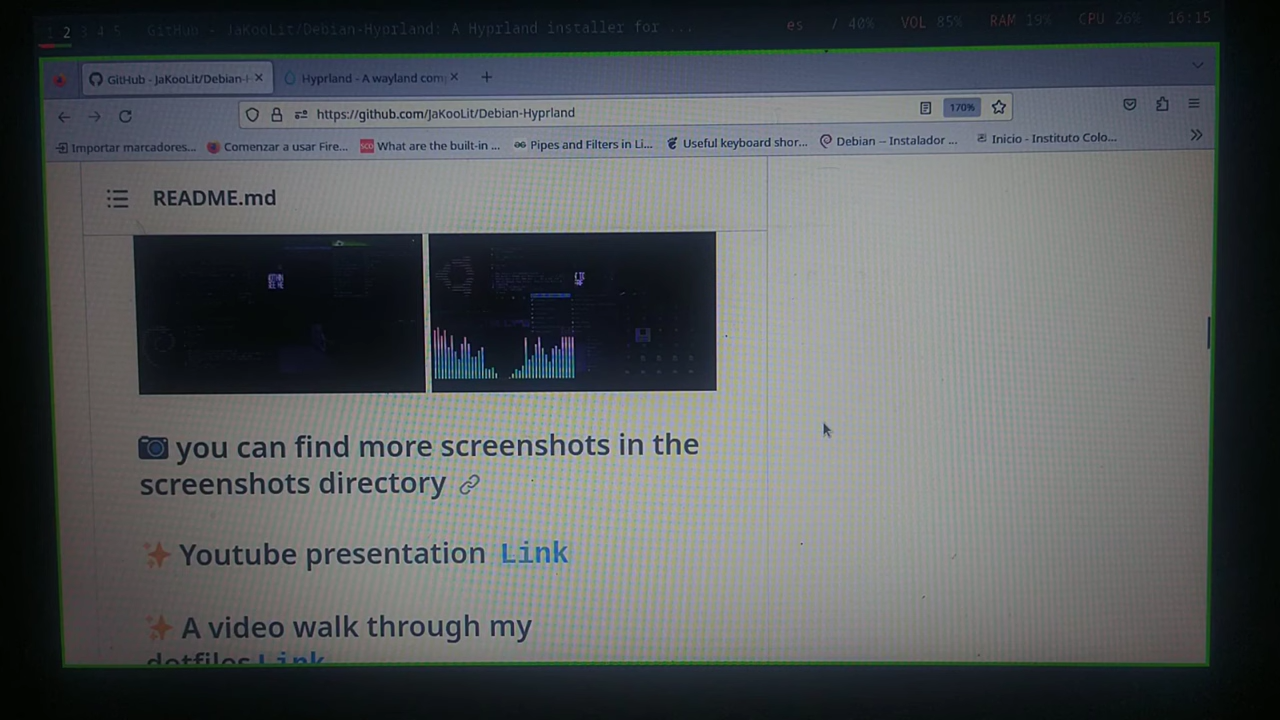 1 2 3 4 5 GitHub - JaKooLit/Debian-Hyprland: A Hyprland installer for ... es / 40% VOL 85% RAM 19% CPU 26% 16:15
GitHub - JaKooLit/Debian-H Hyprland - A wayland com
https://github.com/JaKooLit/Debian-Hyprland 170%
Importar marcadores... Comenzar a usar Fire... What are the built-in ... Pipes and Filters in Li... Useful keyboard shor... Debian -- Instalador ... Inicio - Instituto Colo...
README.md
you can find more screenshots in the
screenshots directory
Youtube presentation Link
A video walk through my
dotfiles Link